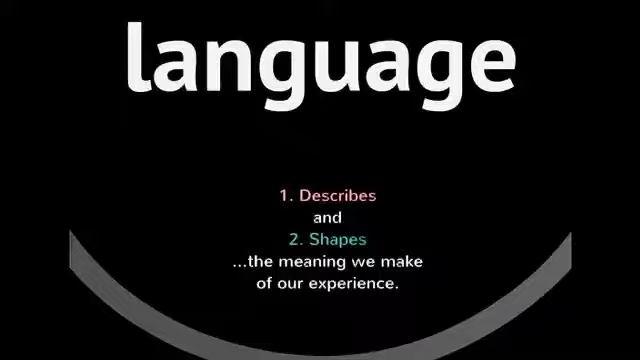 language
1. Describes
and
2. Shapes
...the meaning we make
of our experience.